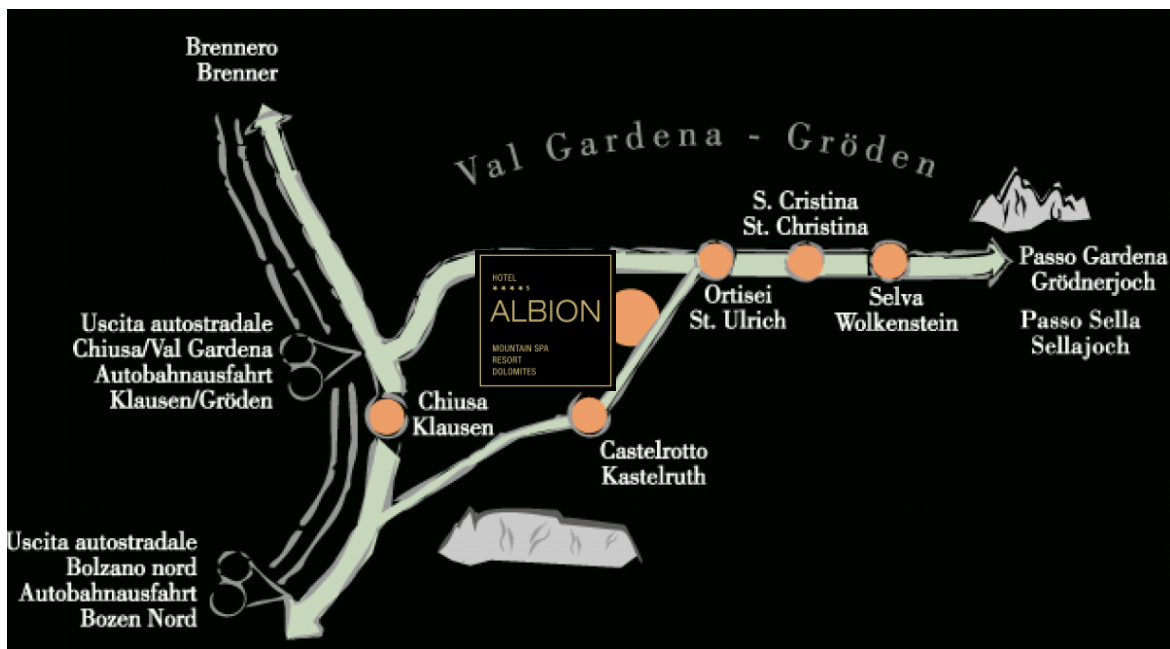 Brennero
Brenner
Val Gardena - Gröden
S. Cristina
St. Christina
Passo Gardena
Grödnerjoch
Passo Sella
Sellajoch
HOTEL
★★★★s
ALBION
MOUNTAIN SPA
RESORT
DOLOMITES
Ortisei
St. Ulrich
Selva
Wolkenstein
Uscita autostradale
Chiusa/Val Gardena
Autobahnausfahrt
Klausen/Gröden
Chiusa
Klausen
Castelrotto
Kastelruth
Uscita autostradale
Bolzano nord
Autobahnausfahrt
Bozen Nord